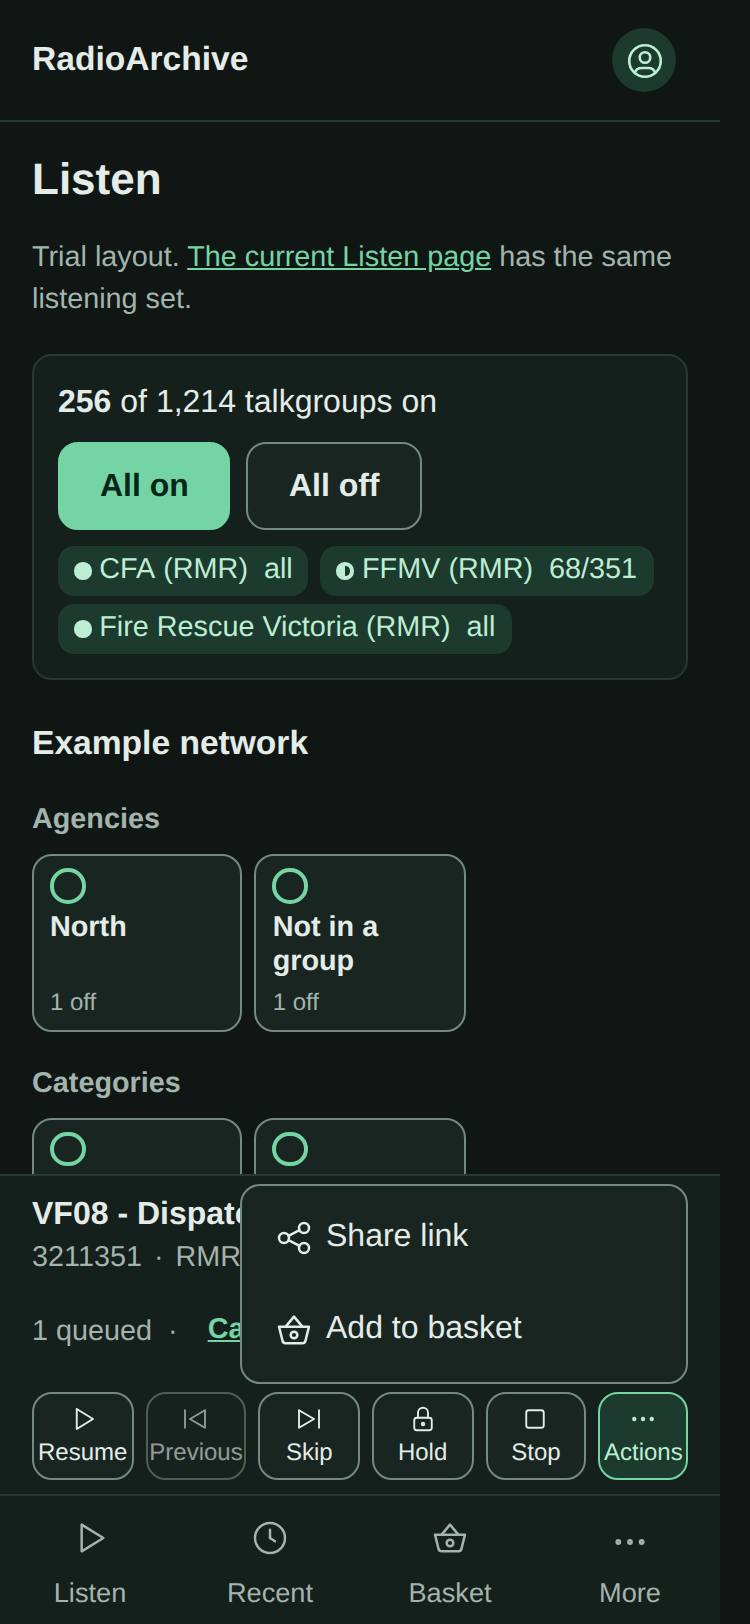 RadioArchive
Listen
Trial layout. The current Listen page has the same
listening set.
256 of 1,214 talkgroups on
All on
All off
CFA (RMR) all
FFMV (RMR) 68/351
Fire Rescue Victoria (RMR) all
Example network
Agencies
North
1 off
Not in a
group
1 off
Categories
VF08 - Dispat
3211351 · RMR
1 queued ·
Share link
Add to basket
Resume
Previous
Skip
Hold
Stop
Actions
Listen
Recent
Basket
More